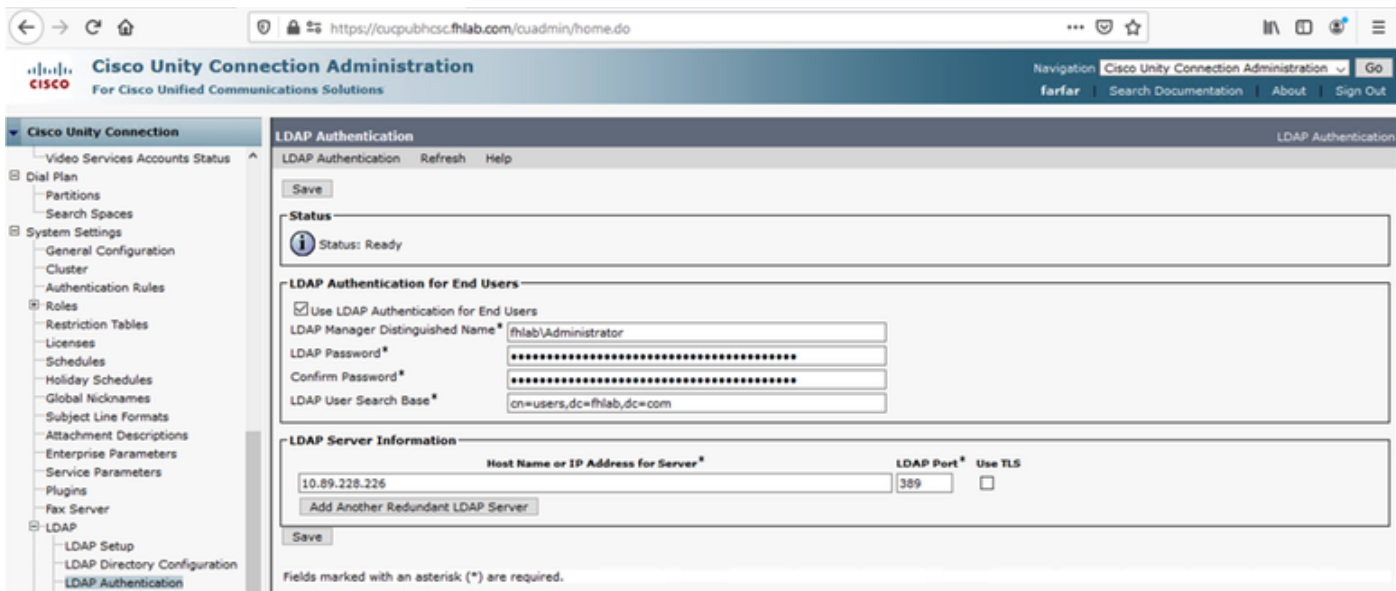 https://cucpubhcsc.fhlab.com/cuadmin/home.do
CISCO
Cisco Unity Connection Administration
For Cisco Unified Communications Solutions
Navigation Cisco Unity Connection Administration Go
farfar | Search Documentation | About | Sign Out
Cisco Unity Connection
Video Services Accounts Status
Dial Plan
Partitions
Search Spaces
System Settings
General Configuration
Cluster
Authentication Rules
Roles
Restriction Tables
Licenses
Schedules
Holiday Schedules
Global Nicknames
Subject Line Formats
Attachment Descriptions
Enterprise Parameters
Service Parameters
Plugins
Fax Server
LDAP
LDAP Setup
LDAP Directory Configuration
LDAP Authentication
LDAP Authentication LDAP Authentication
LDAP Authentication Refresh Help
Save
Status
Status: Ready
LDAP Authentication for End Users
Use LDAP Authentication for End Users
LDAP Manager Distinguished Name* fhlab\Administrator
LDAP Password*
Confirm Password*
LDAP User Search Base* cn=users,dc=fhlab,dc=com
LDAP Server Information
Host Name or IP Address for Server* LDAP Port* Use TLS
10.89.228.226 389
Add Another Redundant LDAP Server
Save
Fields marked with an asterisk (*) are required.